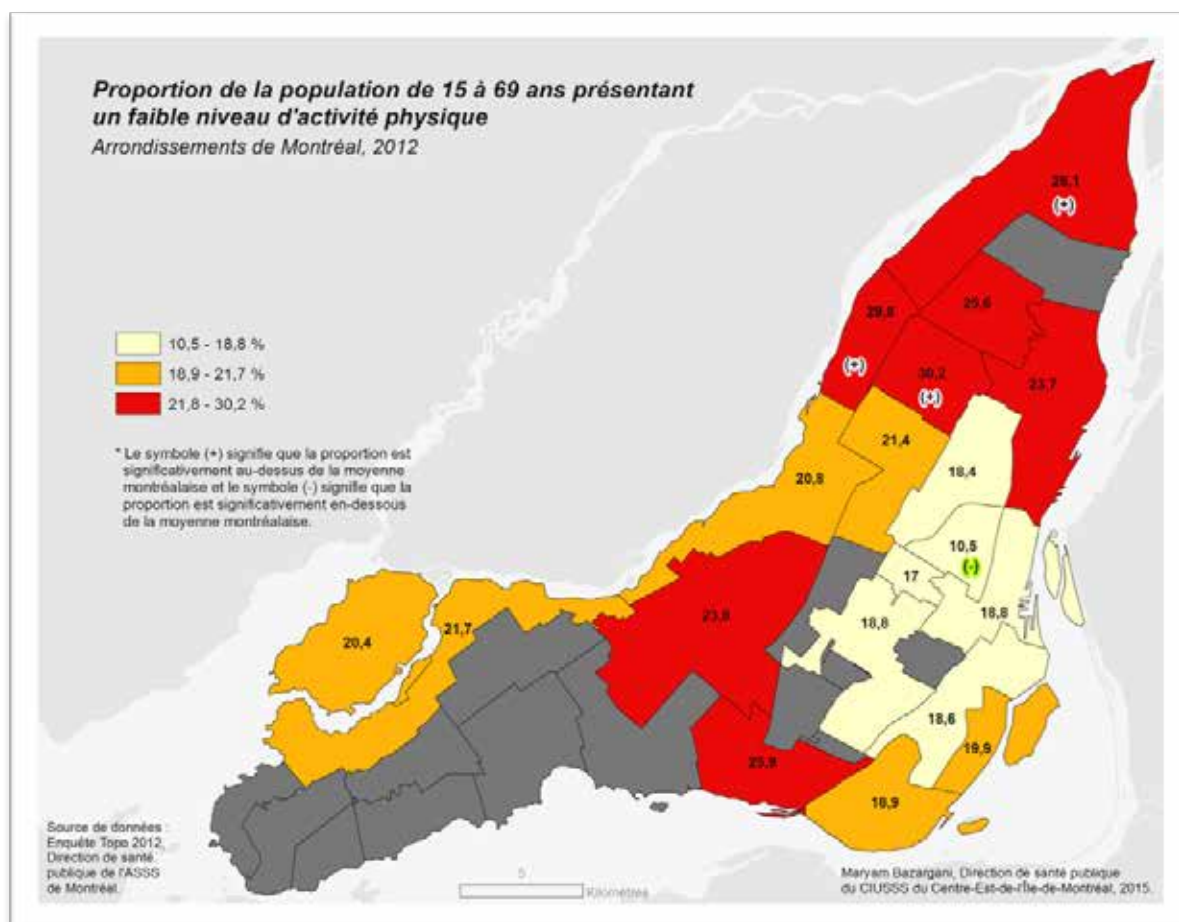 Proportion de la population de 15 à 69 ans présentant
un faible niveau d'activité physique
Arrondissements de Montréal, 2012
28,1
(+)
25,6
29,8
(+)
30,2
(+)
23,7
10,5 - 18,8 %
18,9 - 21,7 %
21,8 - 30,2 %
* Le symbole (+) signifie que la proportion est
significativement au-dessus de la moyenne
montréalaise et le symbole (-) signifie que la
proportion est significativement en-dessous
de la moyenne montréalaise.
21,4
20,8
18,4
10,5
(-)
17
18,8
18,8
20,4
21,7
18,6
19,9
25,9
18,9
Source de données :
Enquête Topo 2012,
Direction de santé
publique de l'ASSS
de Montréal.
5
Kilomètres
Maryam Bazargani, Direction de santé publique
du CIUSSS du Centre-Est-de-l'Île-de-Montréal, 2015.